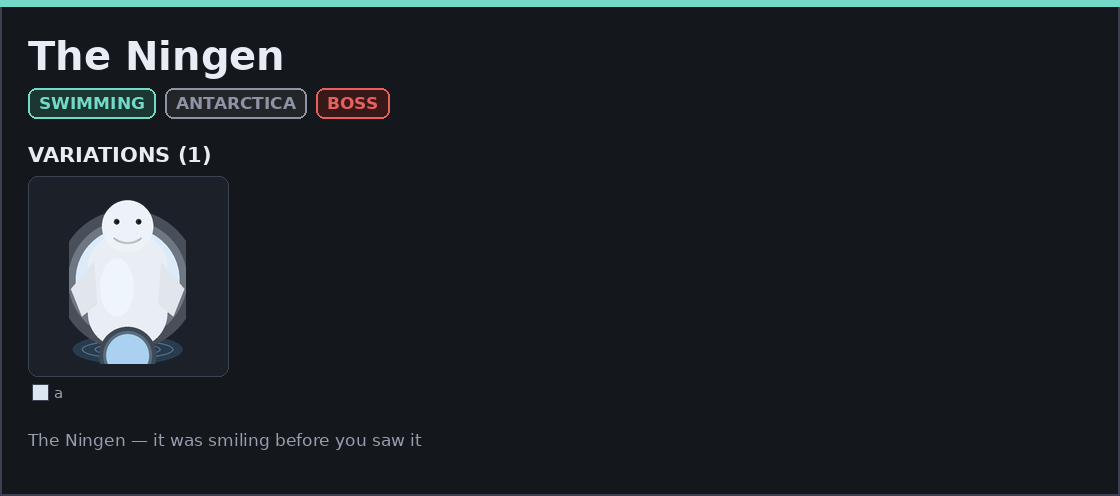 The Ningen
SWIMMING ANTARCTICA BOSS
VARIATIONS (1)
a
The Ningen — it was smiling before you saw it